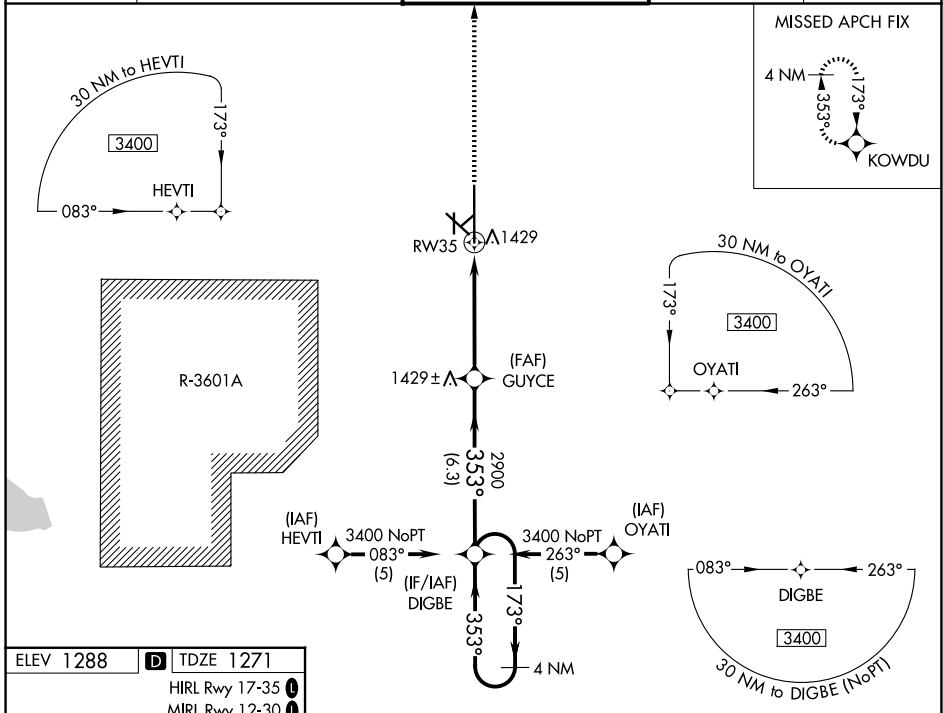 MISSED APCH FIX
4 NM
353°
173°
KOWDU
30 NM to HEVTI
3400
173°
HEVTI
083°
RW35
1429
30 NM to OYATI
173°
3400
OYATI
263°
R-3601A
1429±
(FAF)
GUYCE
353°
2900
(6.3)
(IAF)
HEVTI
3400 NoPT
083°
(5)
(IF/IAF)
DIGBE
3400 NoPT
263°
(5)
(IAF)
OYATI
353°
173°
4 NM
083°
263°
DIGBE
3400
30 NM to DIGBE (NoPT)
ELEV 1288 D TDZE 1271
HIRL Rwy 17-35 L
MIRL Rwy 12-30 L